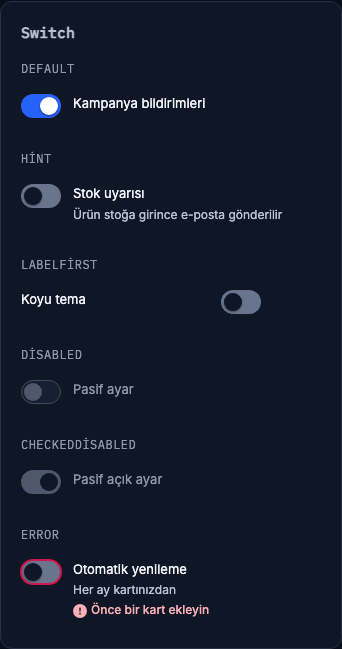 Switch
DEFAULT
Kampanya bildirimleri
HİNT
Stok uyarısı
Ürün stoğa girince e-posta gönderilir
LABELFİRST
Koyu tema
DİSABLED
Pasif ayar
CHECKEDDİSABLED
Pasif açık ayar
ERROR
Otomatik yenileme
Her ay kartınızdan
Önce bir kart ekleyin